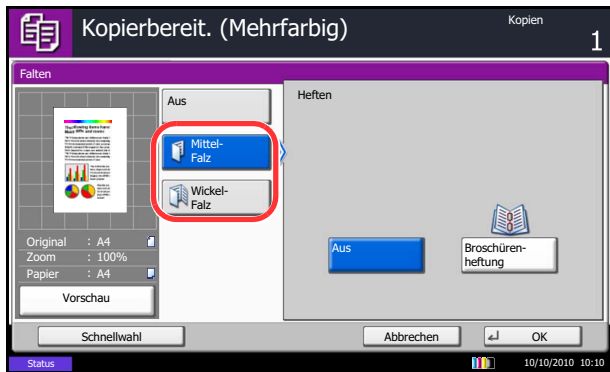 Kopierbereit. (Mehrfarbig)
Kopien
1
Falten
Aus
Mittel-
Falz
Wickel-
Falz
Heften
Aus
Broschüren-
heftung
Original : A4
Zoom : 100%
Papier : A4
Vorschau
Schnellwahl
Abbrechen
OK
Status
10/10/2010 10:10